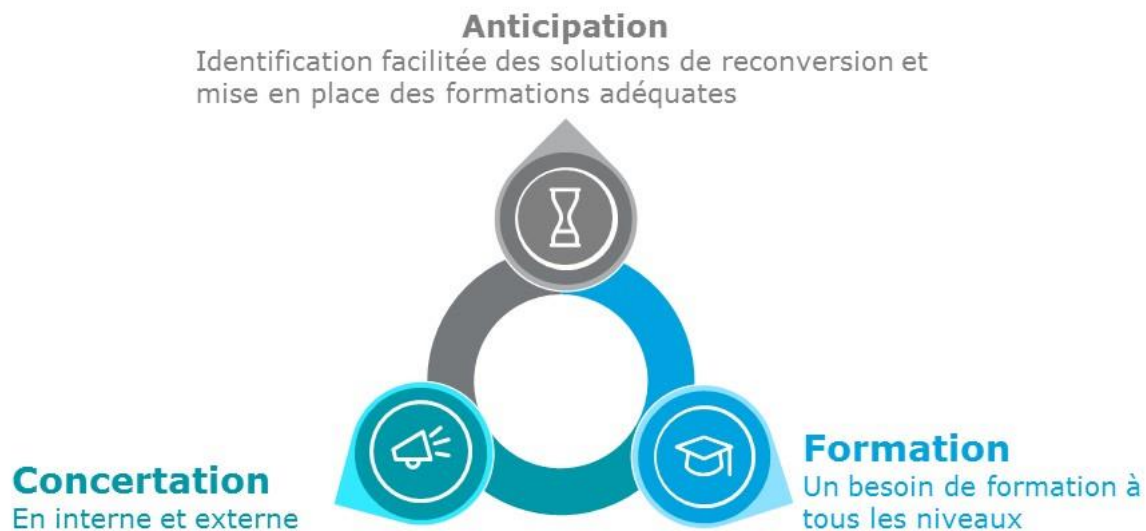 Anticipation
Identification facilitée des solutions de reconversion et
mise en place des formations adéquates
Concertation
En interne et externe
Formation
Un besoin de formation à
tous les niveaux